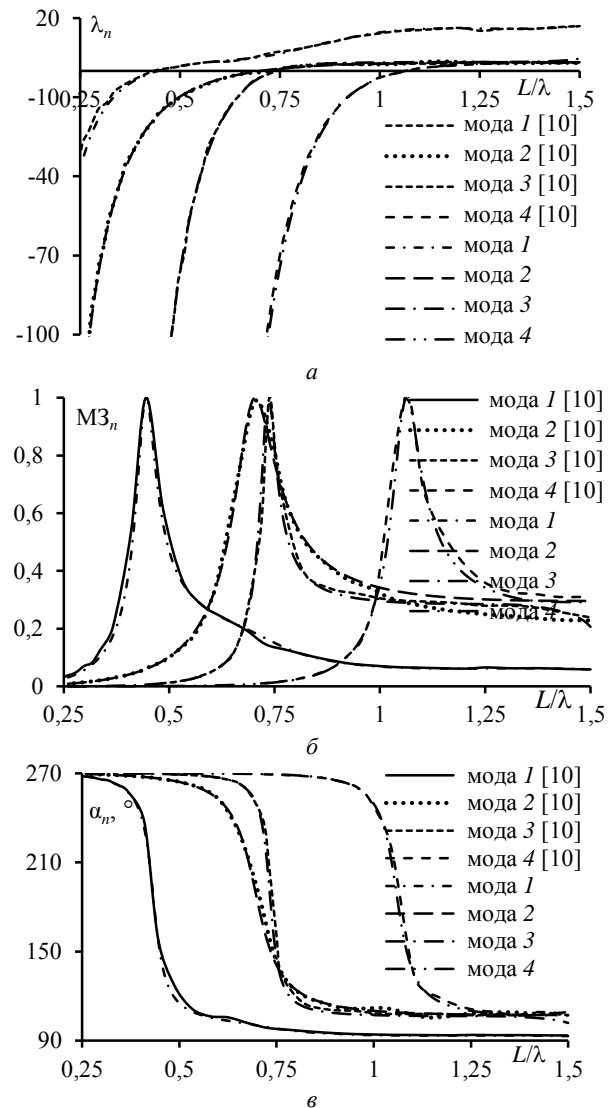 20
λn
0,25
0,5
0,75
1
1,25
1,5
L/λ
-10
-40
-70
-100
мода 1 [10]
мода 2 [10]
мода 3 [10]
мода 4 [10]
мода 1
мода 2
мода 3
мода 4
а
1
МЗn
0,8
0,6
0,4
0,2
0
мода 1 [10]
мода 2 [10]
мода 3 [10]
мода 4 [10]
мода 1
мода 2
мода 3
мода 4
L/λ
0,25
0,5
0,75
1
1,25
1,5
б
270
αn, °
210
150
90
мода 1 [10]
мода 2 [10]
мода 3 [10]
мода 4 [10]
мода 1
мода 2
мода 3
мода 4
L/λ
0,25
0,5
0,75
1
1,25
1,5
в